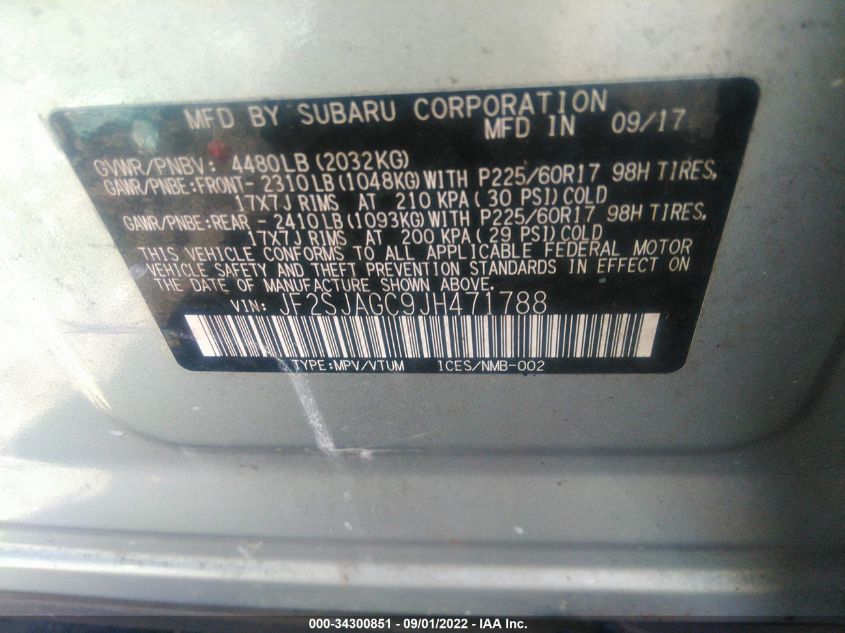 MFD BY SUBARU CORPORATION
MFD IN 09/17
GVWR/PNBV: 4480LB(2032KG)
GAWR/PNBE:FRONT- 2310LB(1048KG)WITH P225/60R17 98H TIRES,
17X7J RIMS AT 210 KPA( 30 PSI)COLD
GAWR/PNBE:REAR - 2410LB(1093KG)WITH P225/60R17 98H TIRES,
17X7J RIMS AT 200 KPA( 29 PSI)COLD
THIS VEHICLE CONFORMS TO ALL APPLICABLE FEDERAL MOTOR
VEHICLE SAFETY AND THEFT PREVENTION STANDARDS IN EFFECT ON
THE DATE OF MANUFACTURE SHOWN ABOVE.
VIN: JF2SJAGC9JH471788
TYPE:MPV/VTUM ICES/NMB-002
000-34300851 - 09/01/2022 - IAA Inc.